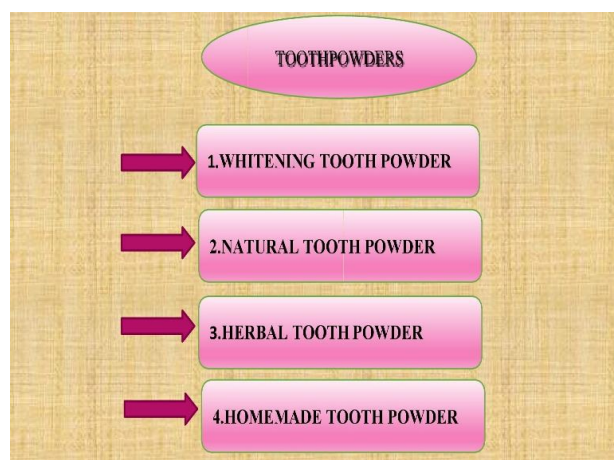 TOOTHPOWDERS
1.WHITENING TOOTH POWDER
2.NATURAL TOOTH POWDER
3.HERBAL TOOTH POWDER
4.HOMEMADE TOOTH POWDER